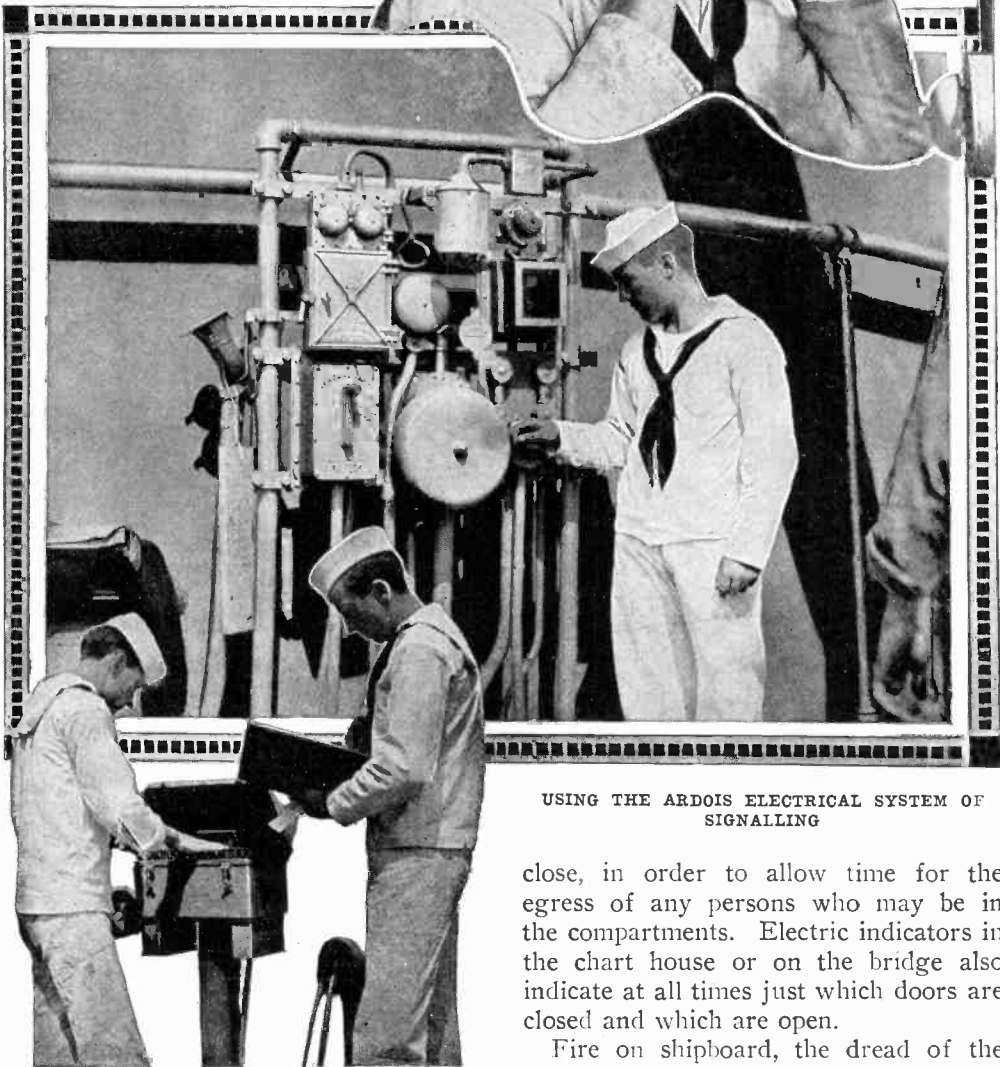 USING THE ARDOIS ELECTRICAL SYSTEM OF
SIGNALLING
close, in order to allow time for the
egress of any persons who may be in
the compartments. Electric indicators in
the chart house or on the bridge also
indicate at all times just which doors are
closed and which are open.
Fire on shipboard, the dread of the